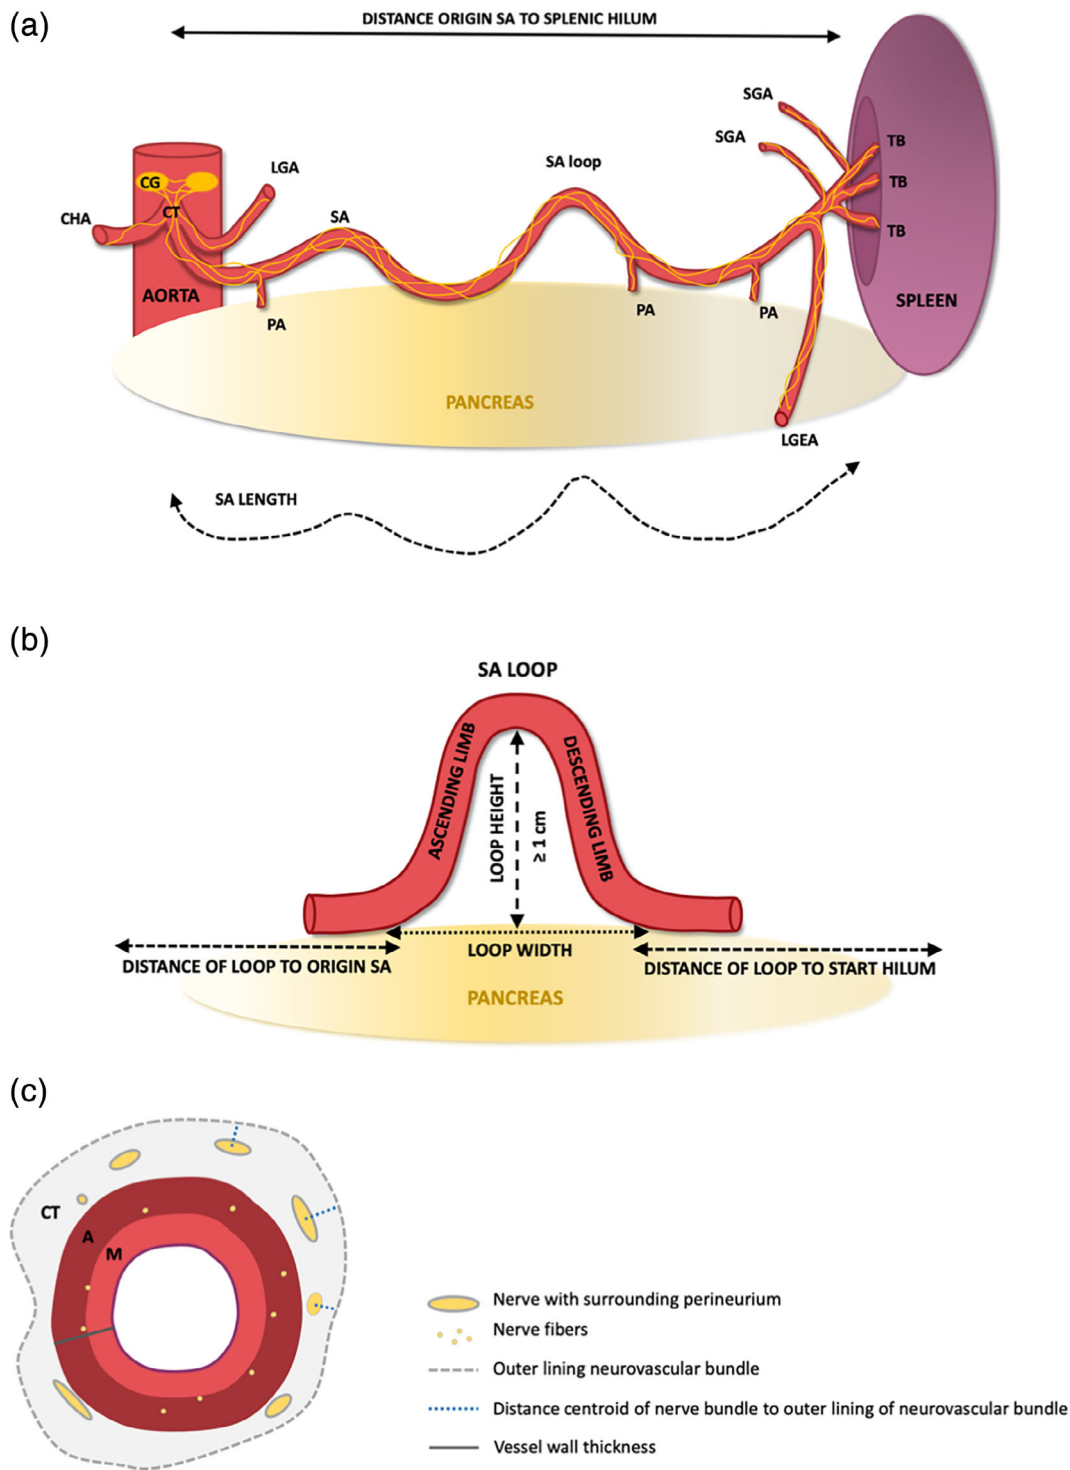 (a)
DISTANCE ORIGIN SA TO SPLENIC HILUM
SGA
SGA
TB
TB
TB
LGA
SA loop
CG
CT
CHA
SA
AORTA
SPLEEN
PA
PA
PA
PANCREAS
LGEA
SA LENGTH
(b)
SA LOOP
ASCENDING LIMB
LOOP HEIGHT
≥ 1 cm
DESCENDING LIMB
DISTANCE OF LOOP TO ORIGIN SA
LOOP WIDTH
DISTANCE OF LOOP TO START HILUM
PANCREAS
(c)
CT
A
M
Nerve with surrounding perineurium
Nerve fibers
Outer lining neurovascular bundle
Distance centroid of nerve bundle to outer lining of neurovascular bundle
Vessel wall thickness